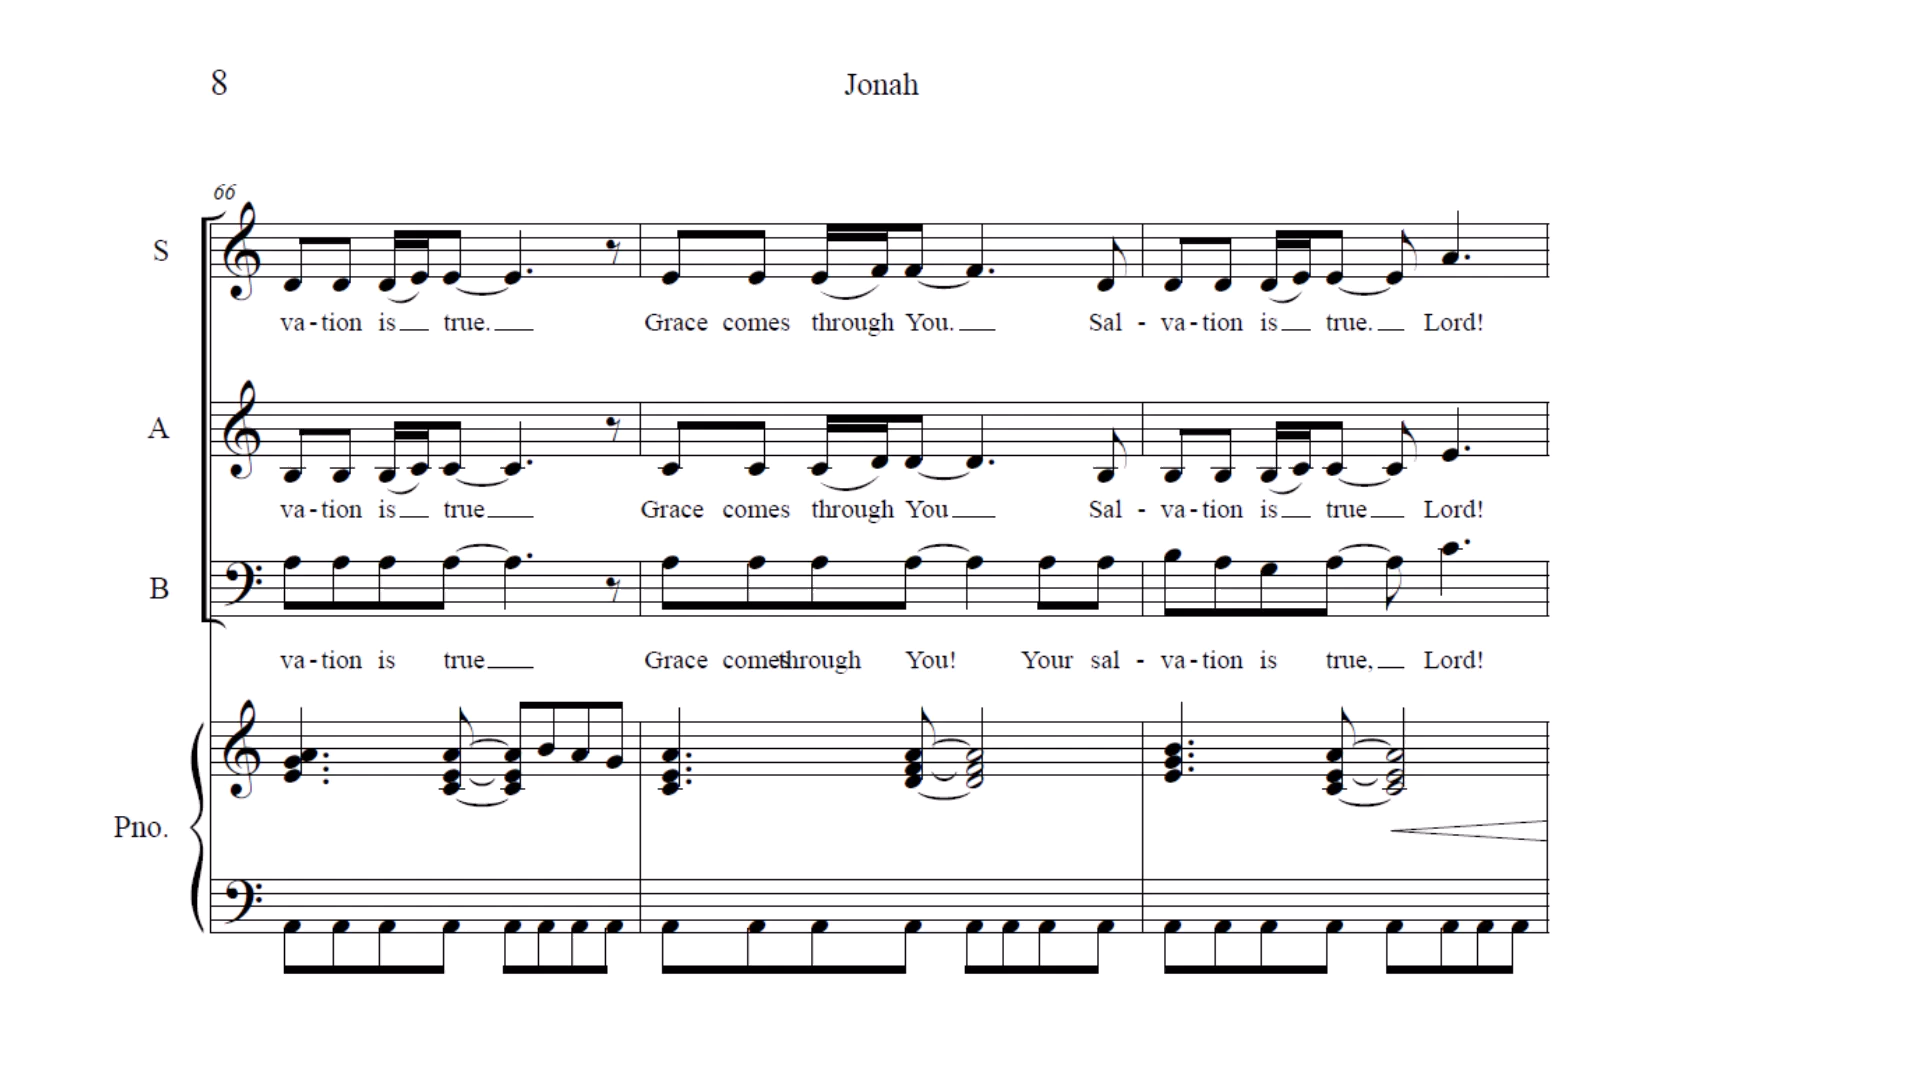 8 Jonah
66
S
va - tion is true. Grace comes through You. Sal - va - tion is true. Lord!
A
va - tion is true Grace comes through You Sal - va - tion is true Lord!
B
va - tion is true Grace comes through You! Your sal - va - tion is true, Lord!
Pno.